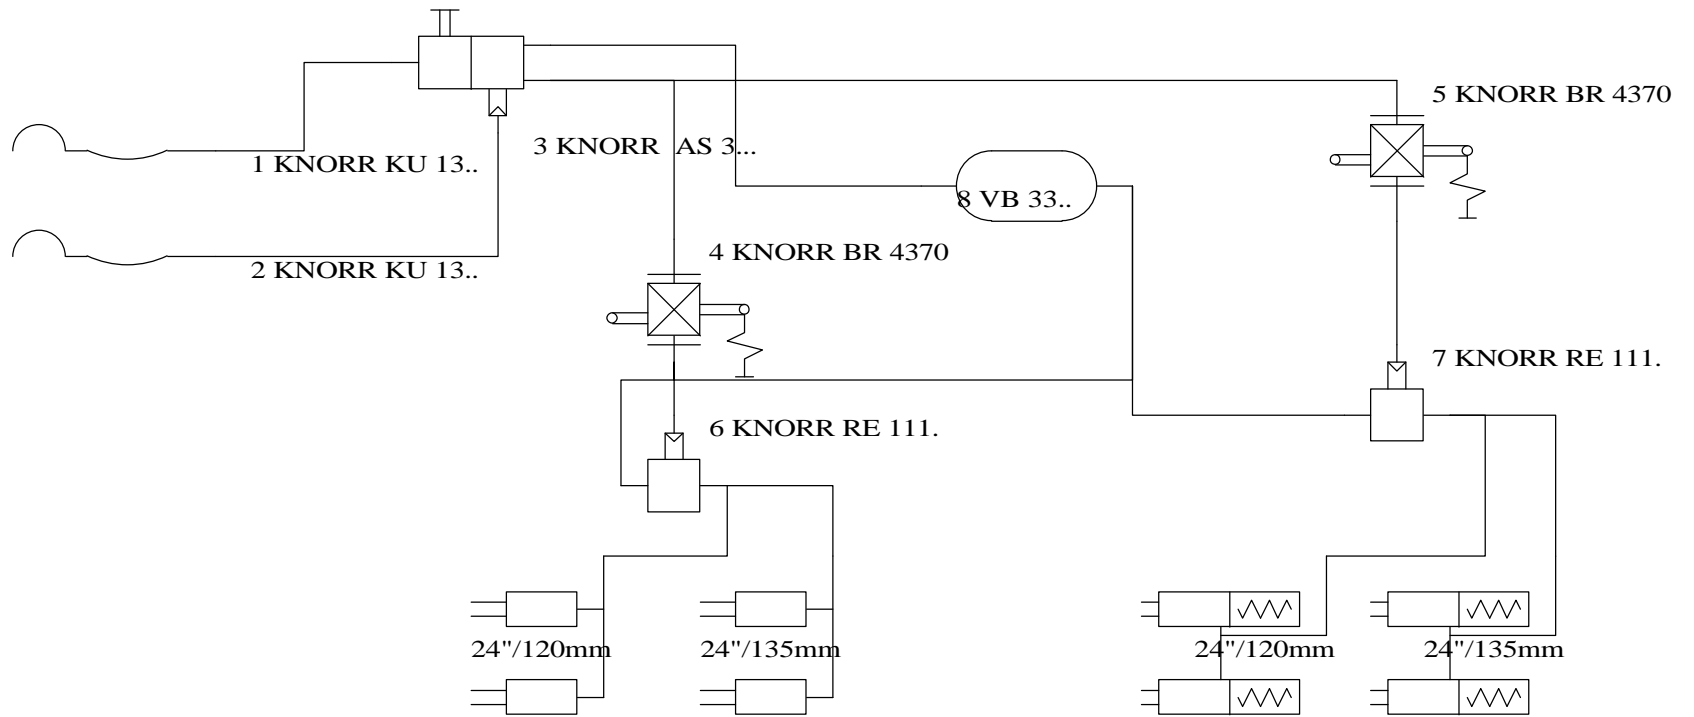 5 KNORR BR 4370
3 KNORR  AS 3...
1 KNORR KU 13..
8 VB 33..
4 KNORR BR 4370
2 KNORR KU 13..
7 KNORR RE 111.
6 KNORR RE 111.
24"/120mm
24"/135mm
24"/120mm
24"/135mm